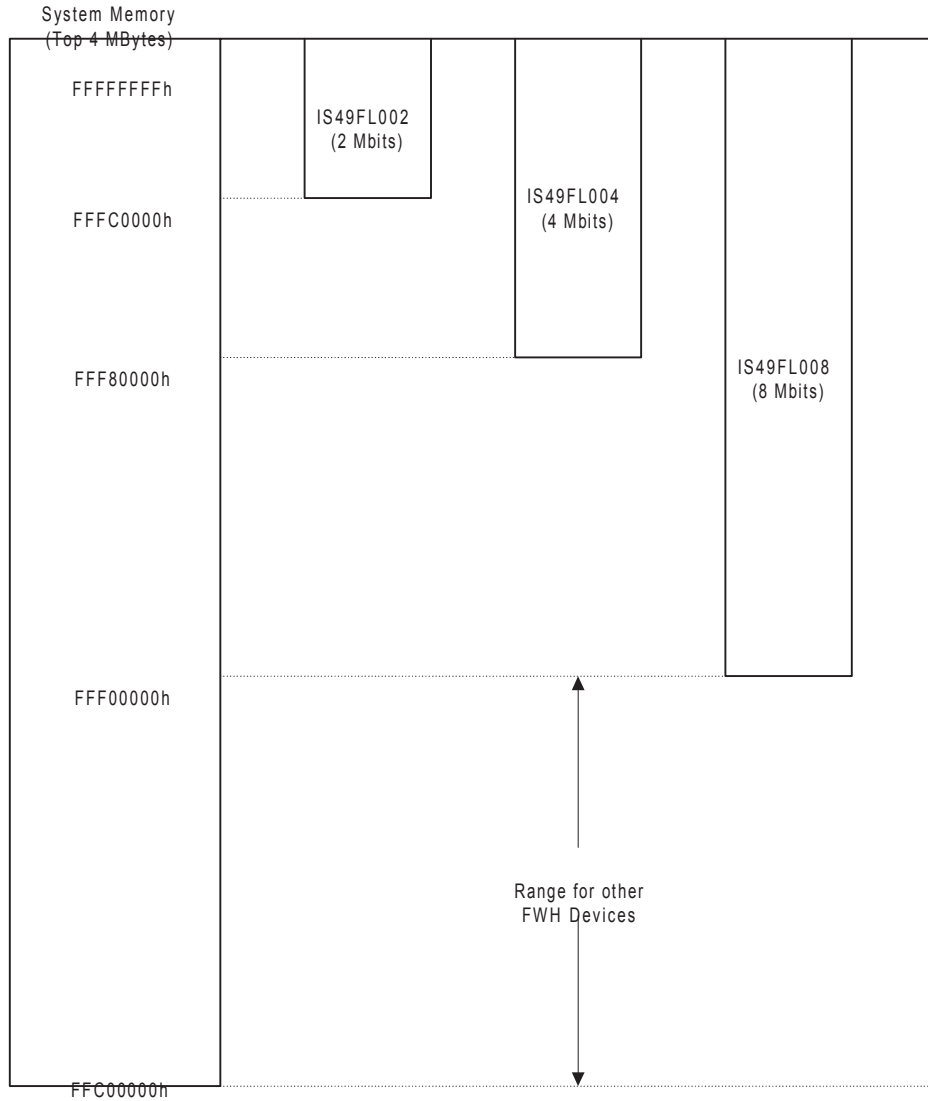 System Memory
(Top 4 MBytes)
FFFFFFFFh
IS49FL002
(2 Mbits)
IS49FL004
(4 Mbits)
FFFC0000h
IS49FL008
(8 Mbits)
FFF80000h
FFF00000h
Range for other
FWH Devices
FFC00000h